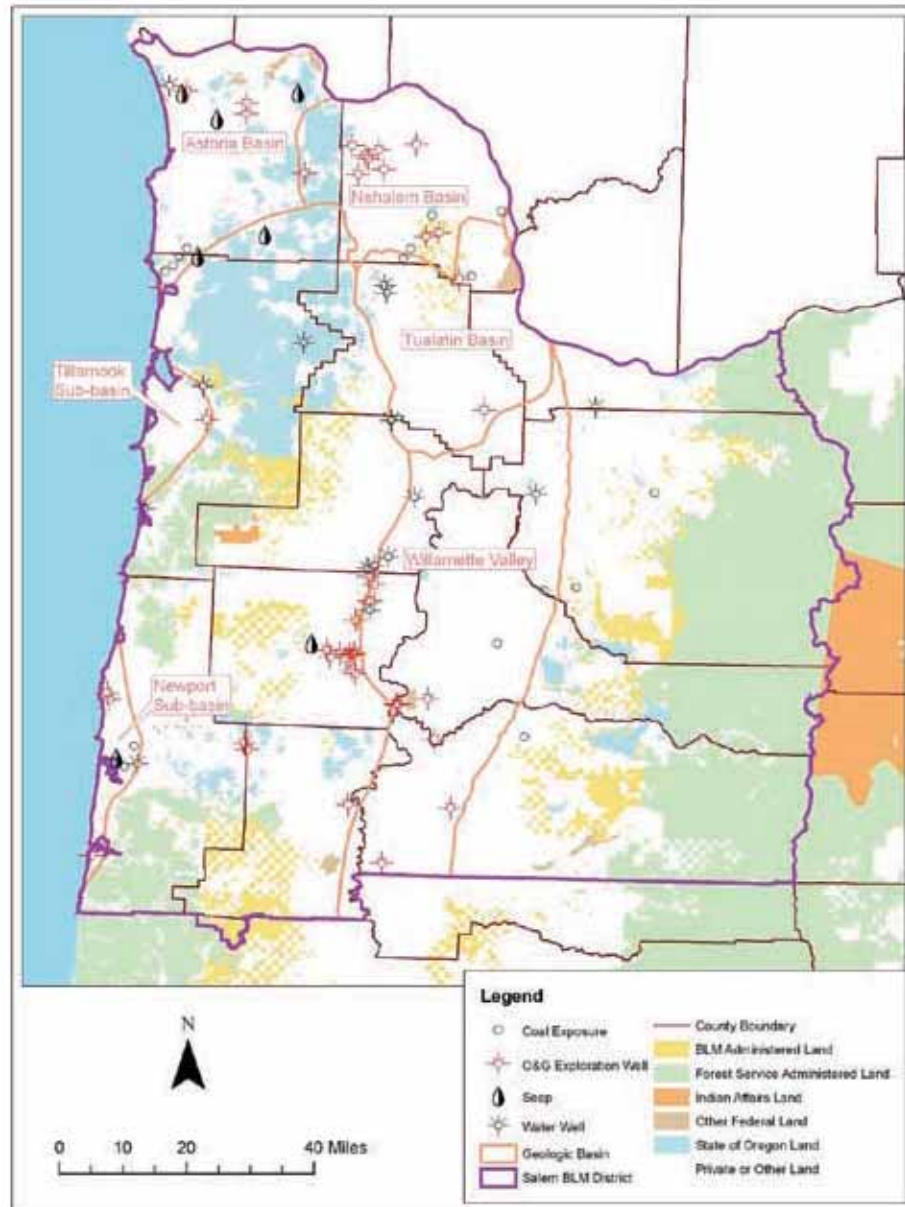 Astoria Basin
Nehalem Basin
Tualatin Basin
Tillamook
Sub-basin
Willamette Valley
Newport
Sub-basin
N
0 10 20 40 Miles
Legend
Coal Exposure
O&G Exploration Well
Seep
Water Well
Geologic Basin
Salem BLM District
County Boundary
BLM Administered Land
Forest Service Administered Land
Indian Affairs Land
Other Federal Land
State of Oregon Land
Private or Other Land